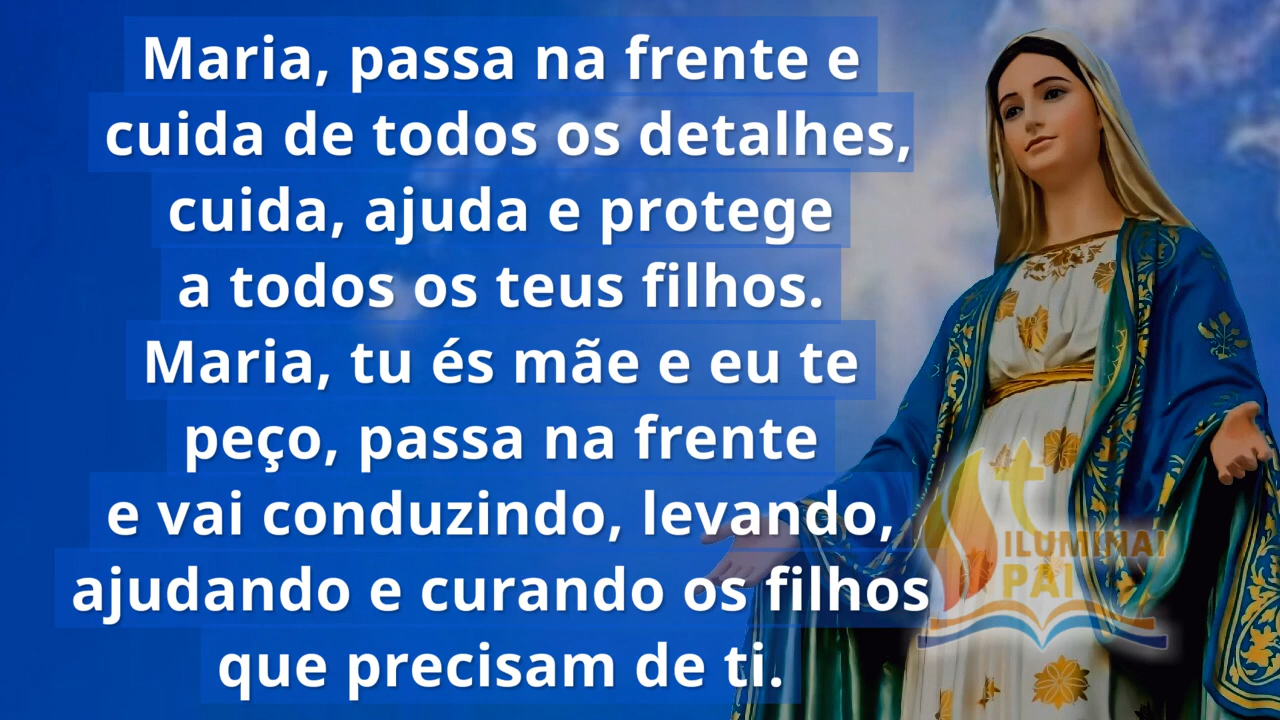 Maria, passa na frente e
cuida de todos os detalhes,
cuida, ajuda e protege
a todos os teus filhos.
Maria, tu és mãe e eu te
peço, passa na frente
e vai conduzindo, levando,
ajudando e curando os filhos
que precisam de ti.
ILUMINAI
PAI